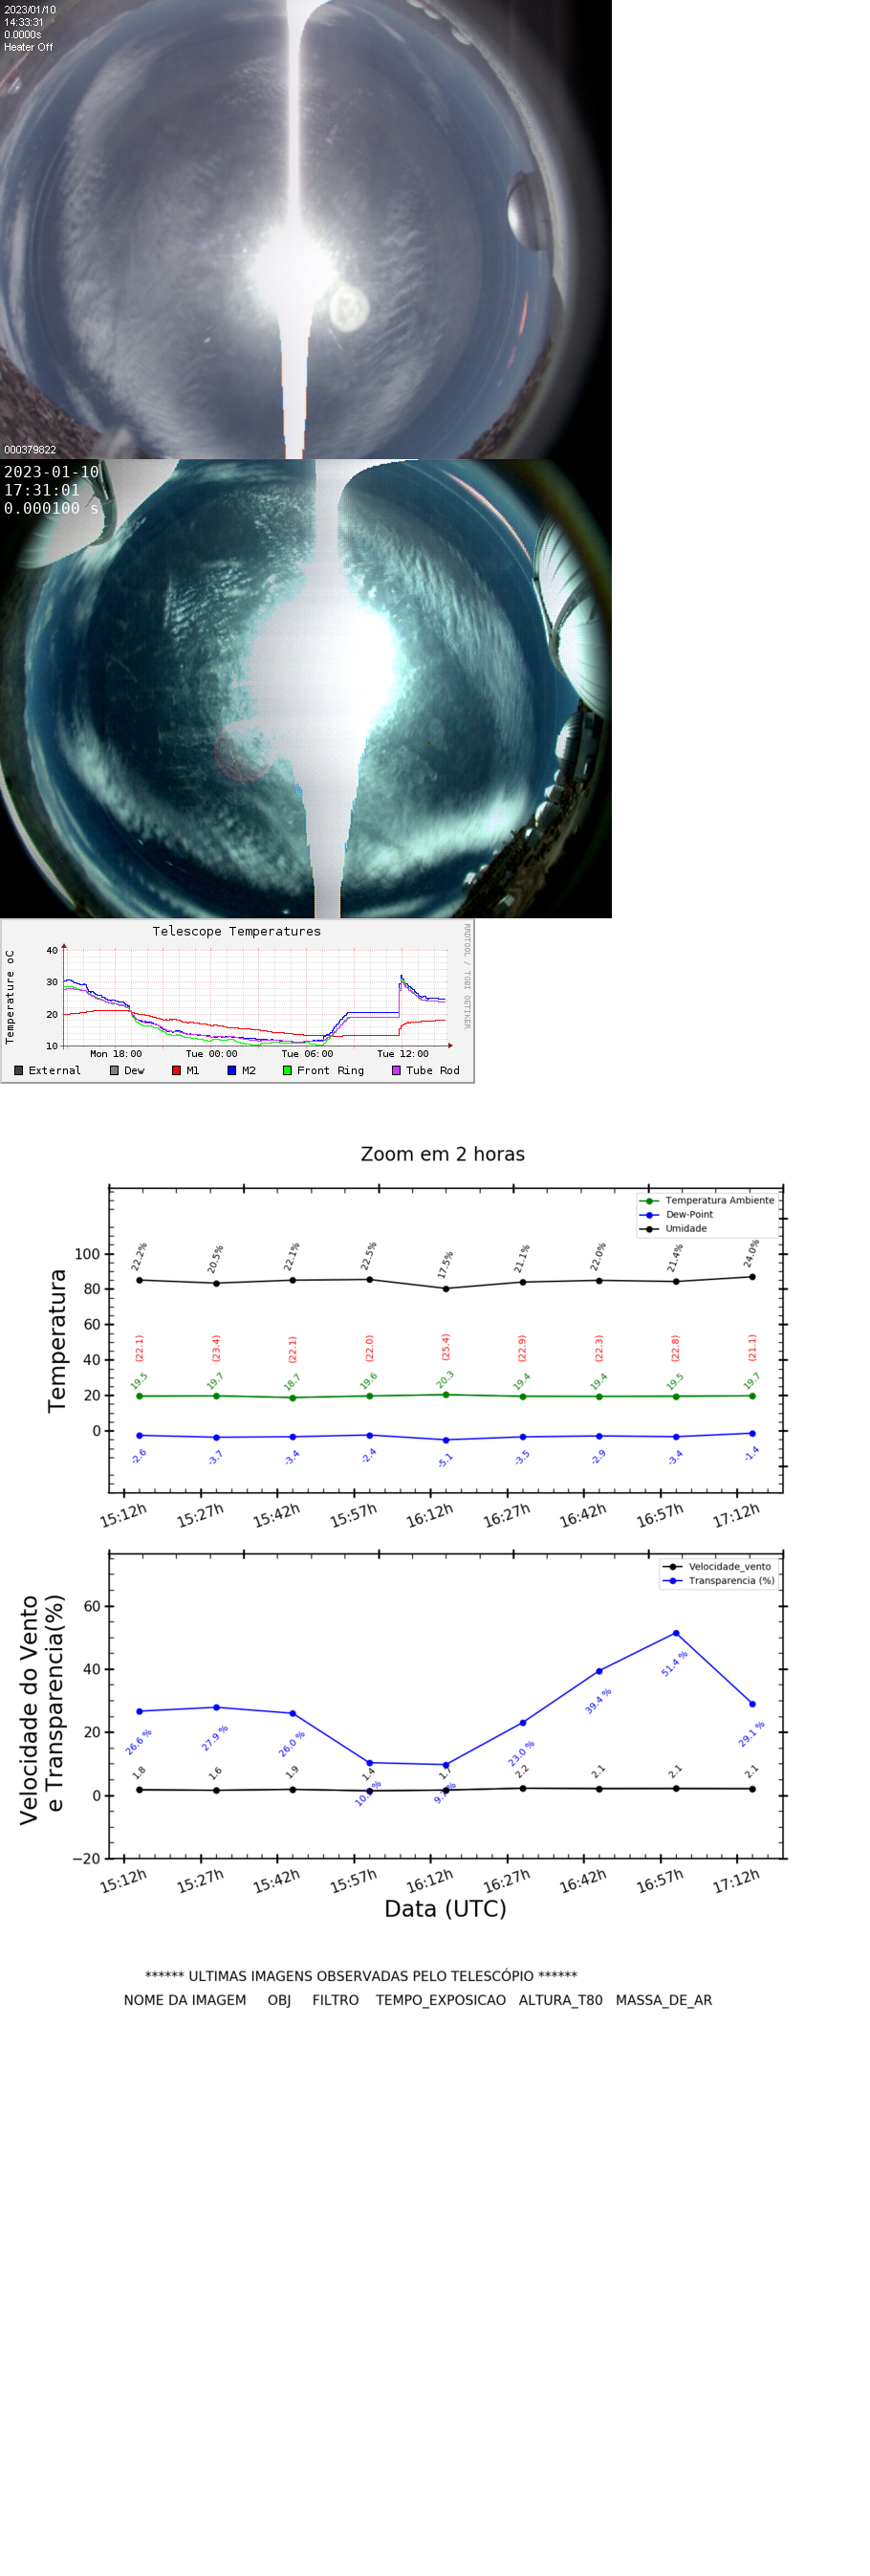 2023/01/10
14:33:31
0.0000s
Heater Off
000379822
2023-01-10
17:31:01
0.000100 s
Telescope Temperatures
RRDTOOL / TOBI OETIKER
Temperature oC
40
30
20
10
Mon 18:00 Tue 00:00 Tue 06:00 Tue 12:00
External Dew M1 M2 Front Ring Tube Rod
Zoom em 2 horas
Temperatura
Temperatura Ambiente
Dew-Point
Umidade
100
80
60
40
20
0
22.2% 20.5% 22.1% 22.5% 17.5% 21.1% 22.0% 21.4% 24.0%
(22.1) (23.4) (22.1) (22.0) (25.4) (22.9) (22.3) (22.8) (21.1)
19.5 19.7 18.7 19.6 20.3 19.4 19.4 19.5 19.7
-2.6 -3.7 -3.4 -2.4 -5.1 -3.5 -2.9 -3.4 -1.4
15:12h 15:27h 15:42h 15:57h 16:12h 16:27h 16:42h 16:57h 17:12h
Velocidade do Vento
e Transparencia(%)
Velocidade_vento
Transparencia (%)
60
40
20
0
−20
26.6 % 27.9 % 26.0 % 23.0 % 39.4 % 51.4 % 29.1 %
1.8 1.6 1.9 1.4 1.7 2.2 2.1 2.1 2.1
15:12h 15:27h 15:42h 15:57h 16:12h 16:27h 16:42h 16:57h 17:12h
Data (UTC)
****** ULTIMAS IMAGENS OBSERVADAS PELO TELESCÓPIO ******
NOME DA IMAGEM OBJ FILTRO TEMPO_EXPOSICAO ALTURA_T80 MASSA_DE_AR